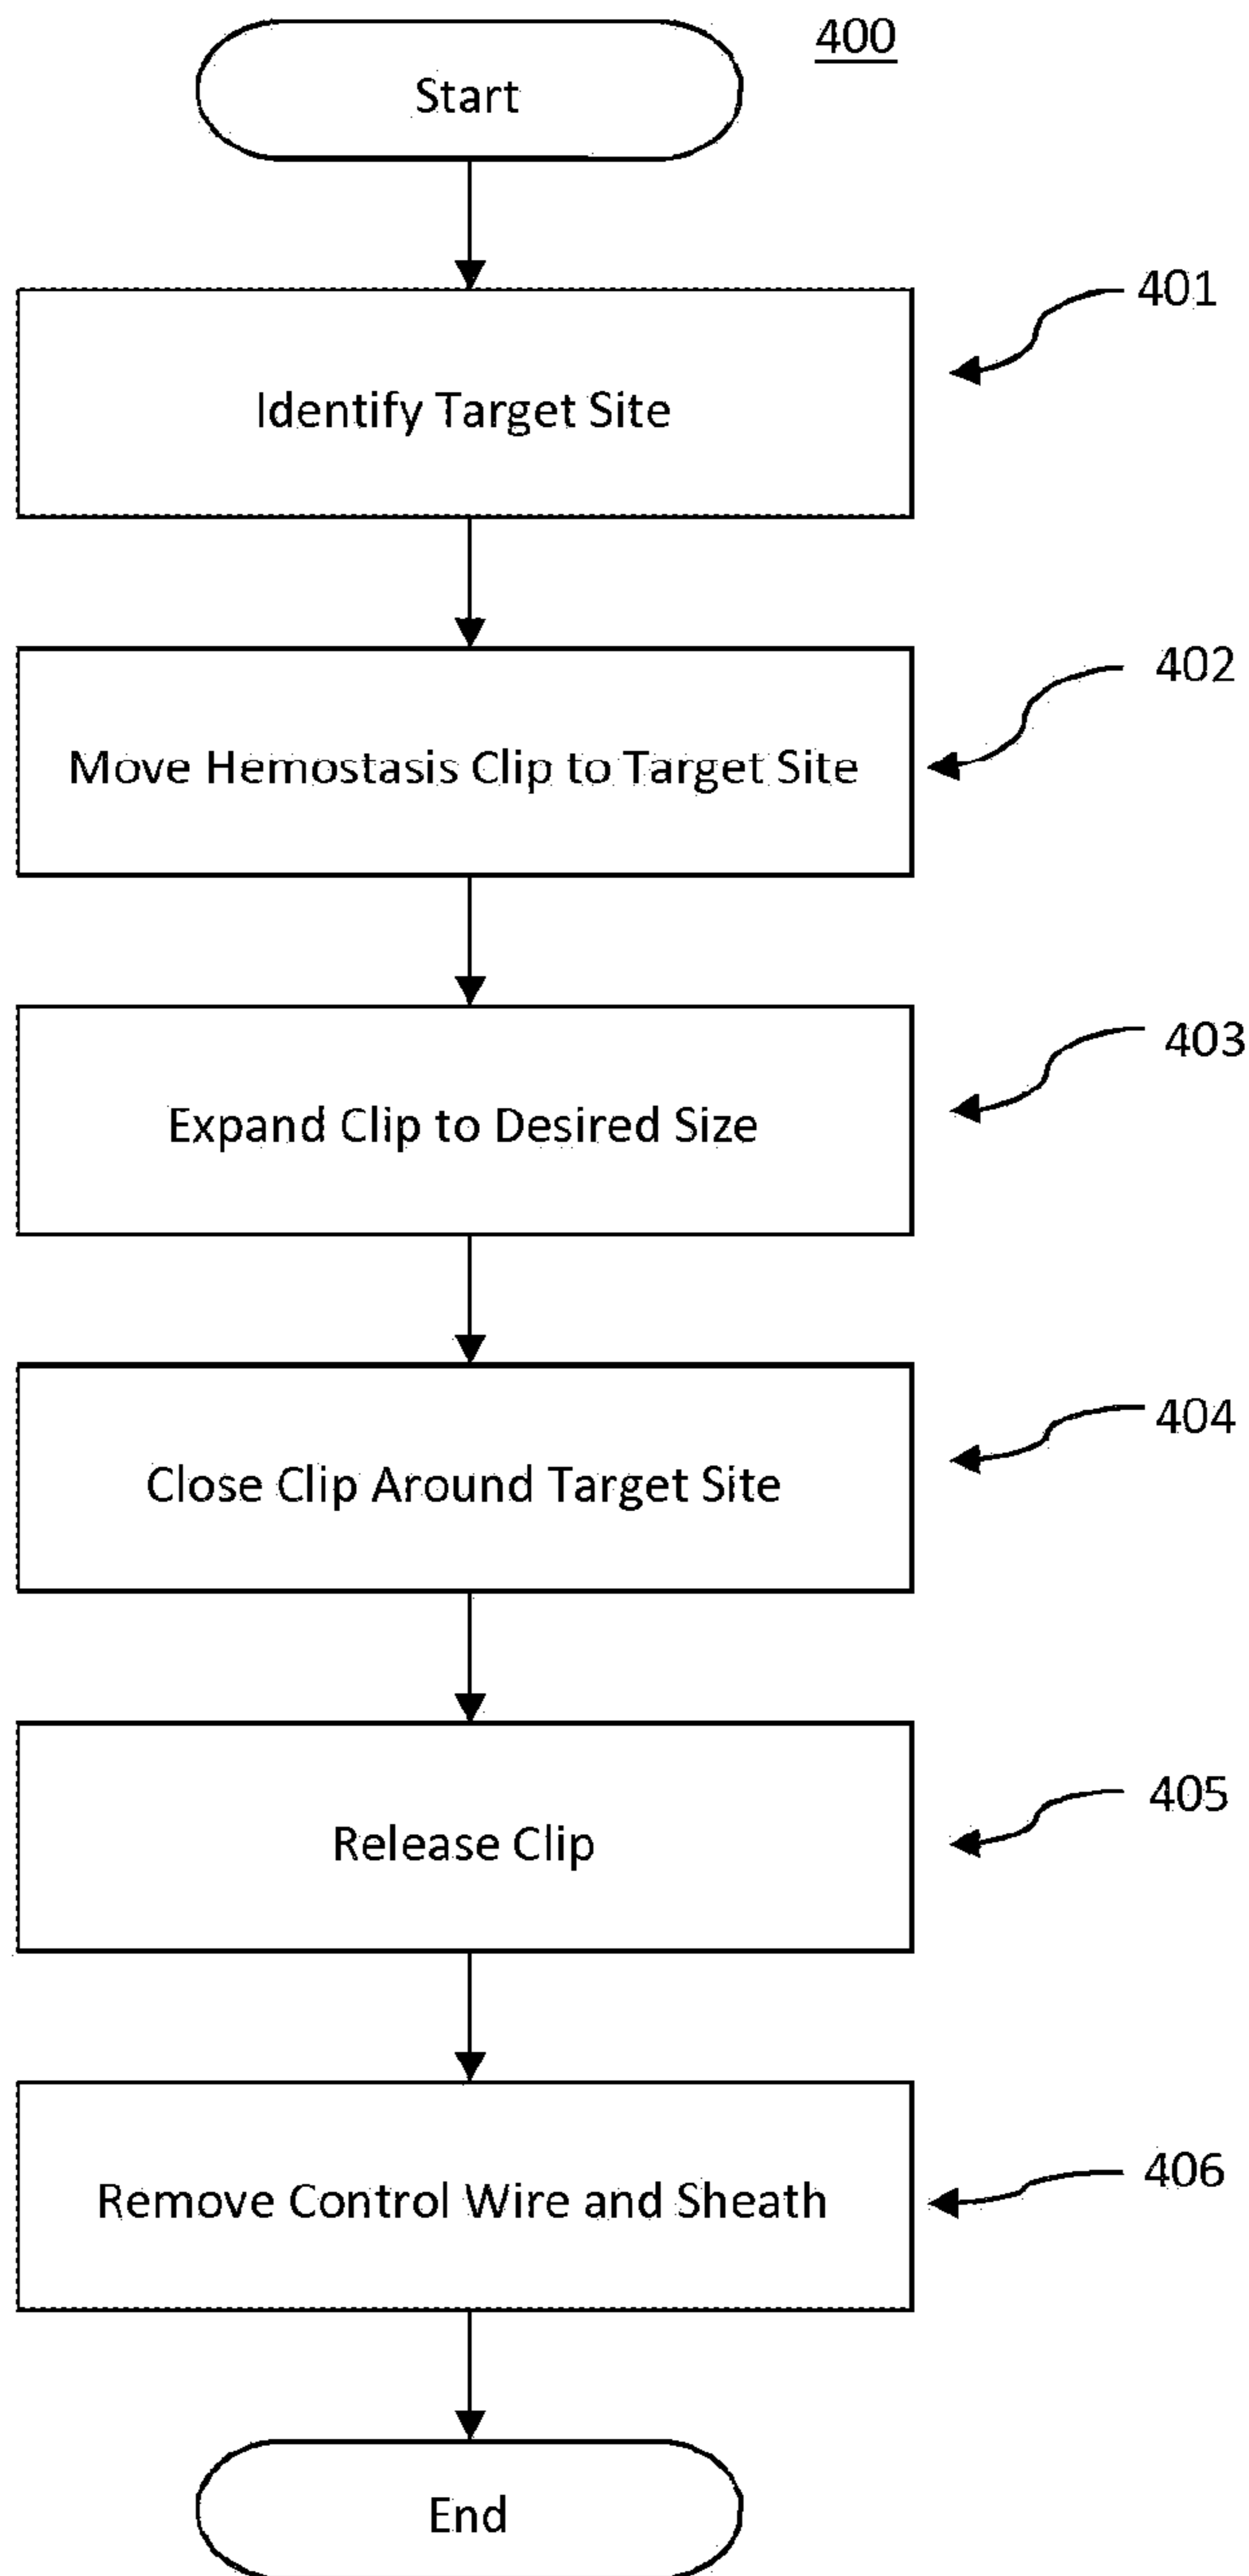 400
Start
401
Identify Target Site
402
Move Hemostasis Clip to Target Site
403
Expand Clip to Desired Size
404
Close Clip Around Target Site
405
Release Clip
406
Remove Control Wire and Sheath
End